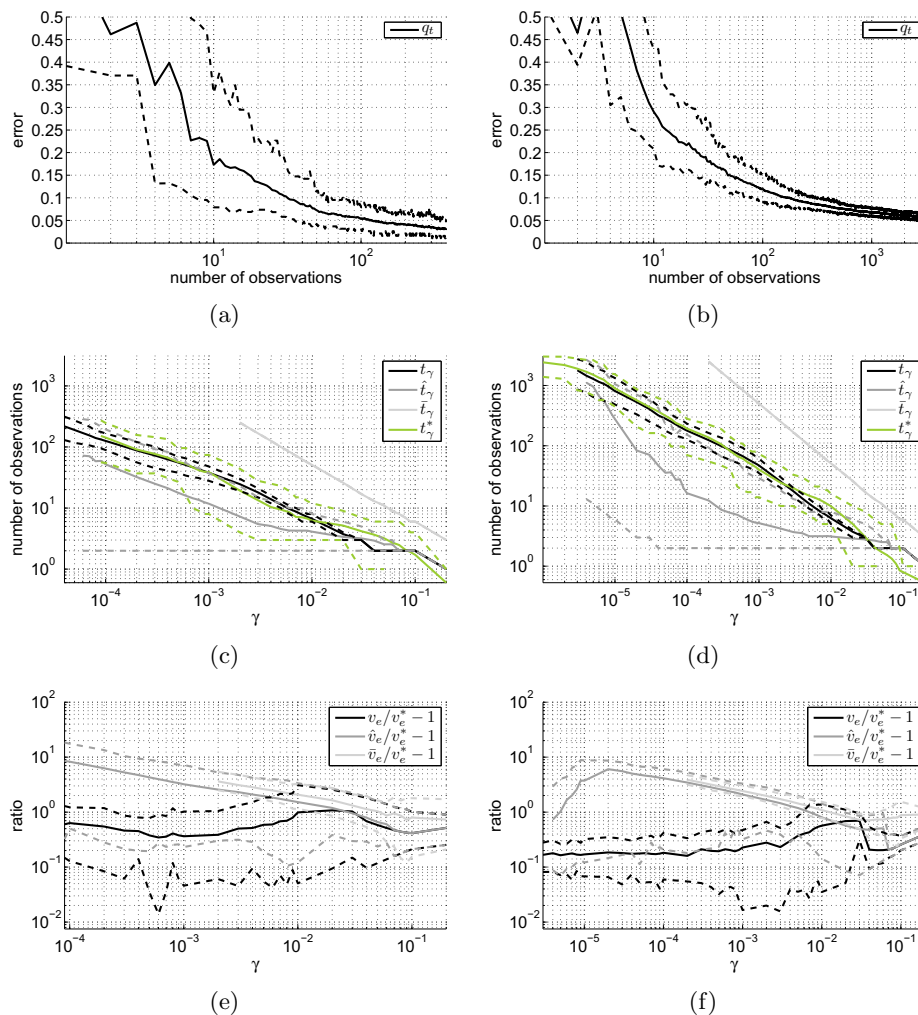 0.5 0.45 0.4 0.35 0.3 0.25 0.2 0.15 0.1 0.05 0
error
q_t
10^1 10^2
number of observations
(a)
0.5 0.45 0.4 0.35 0.3 0.25 0.2 0.15 0.1 0.05 0
error
q_t
10^1 10^2 10^3
number of observations
(b)
10^3 10^2 10^1 10^0
number of observations
t_γ
t̂_γ
t̄_γ
t*_γ
10^−4 10^−3 10^−2 10^−1
γ
(c)
10^3 10^2 10^1 10^0
number of observations
t_γ
t̂_γ
t̄_γ
t*_γ
10^−5 10^−4 10^−3 10^−2 10^−1
γ
(d)
10^2 10^1 10^0 10^−1 10^−2
ratio
v_e/v*_e − 1
v̂_e/v*_e − 1
v̄_e/v*_e − 1
10^−4 10^−3 10^−2 10^−1
γ
(e)
10^2 10^1 10^0 10^−1 10^−2
ratio
v_e/v*_e − 1
v̂_e/v*_e − 1
v̄_e/v*_e − 1
10^−5 10^−4 10^−3 10^−2 10^−1
γ
(f)